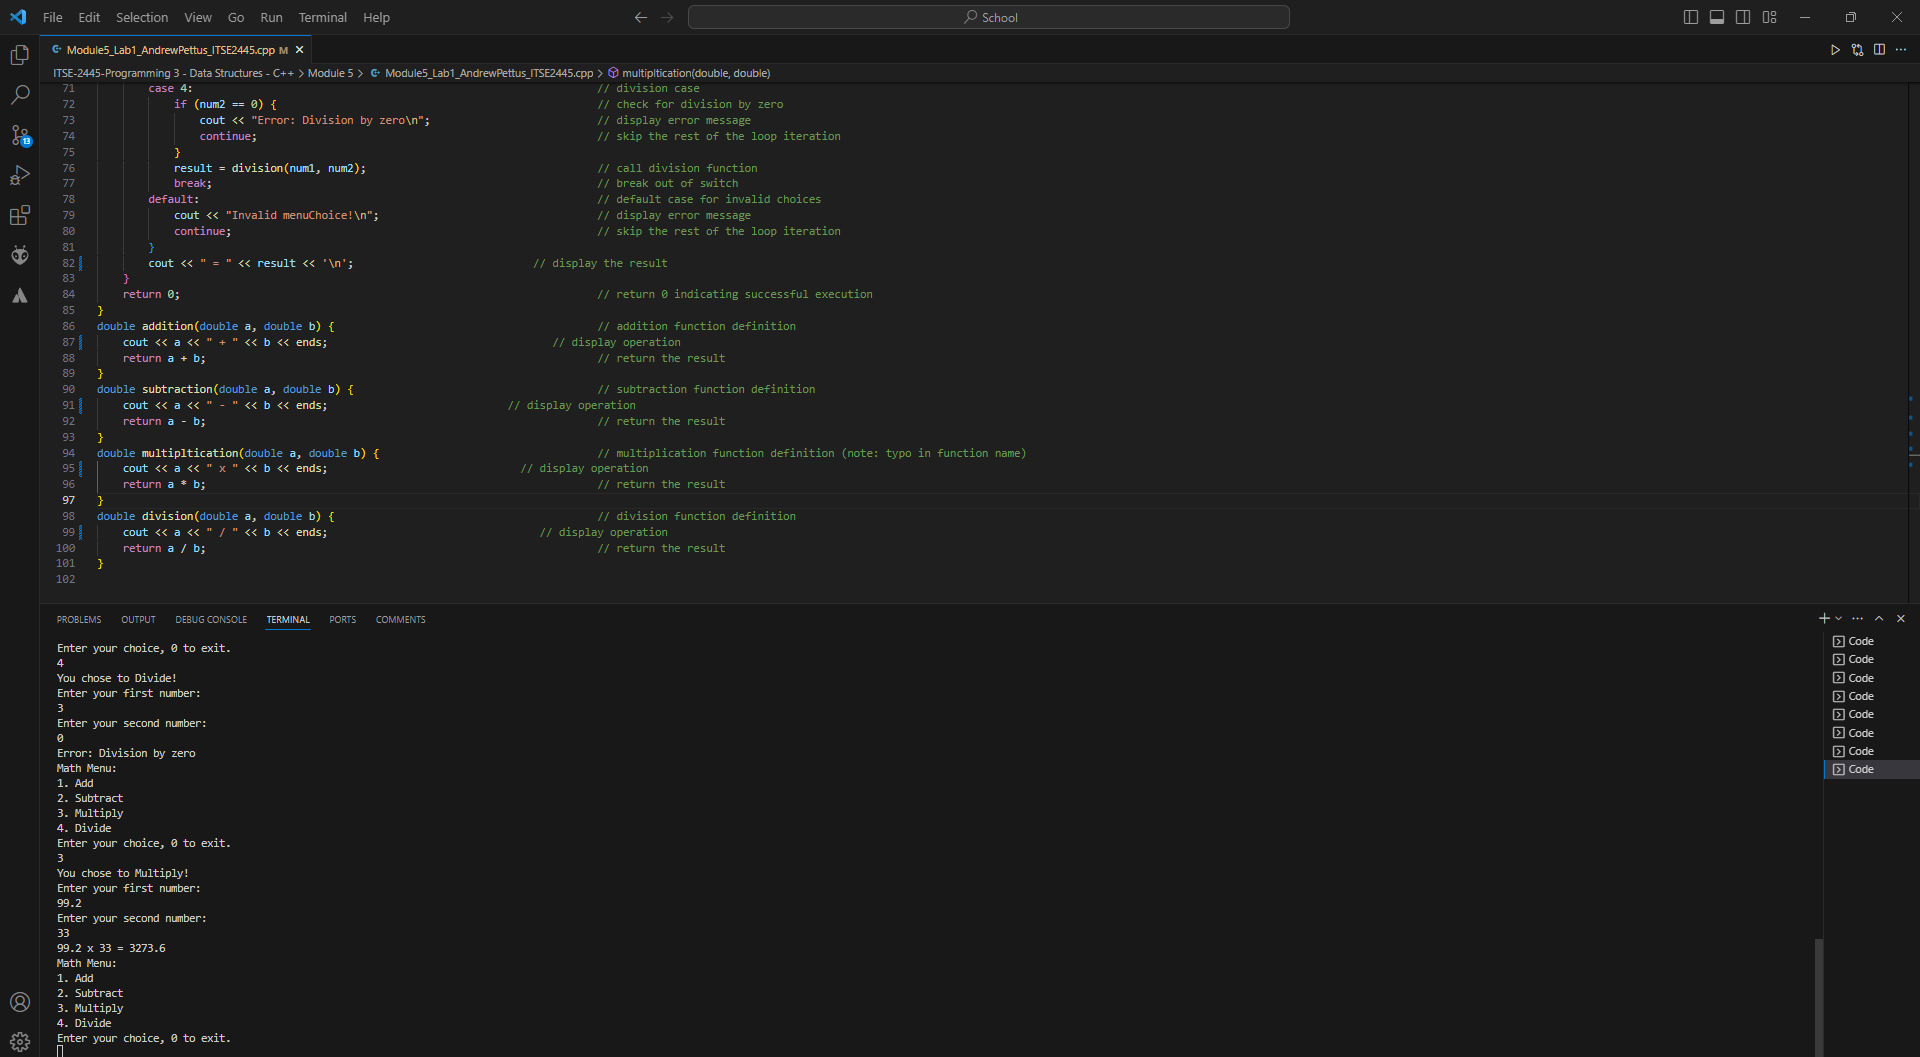 File Edit Selection View Go Run Terminal Help School
Module5_Lab1_AndrewPettus_ITSE2445.cpp M
ITSE-2445-Programming 3 - Data Structures - C++ > Module 5 > Module5_Lab1_AndrewPettus_ITSE2445.cpp > multipltication(double, double)
71 case 4: // division case
72 if (num2 == 0) { // check for division by zero
73 cout << "Error: Division by zero\n"; // display error message
74 continue; // skip the rest of the loop iteration
75 }
76 result = division(num1, num2); // call division function
77 break; // break out of switch
78 default: // default case for invalid choices
79 cout << "Invalid menuChoice!\n"; // display error message
80 continue; // skip the rest of the loop iteration
81 }
82 cout << " = " << result << '\n'; // display the result
83 }
84 return 0; // return 0 indicating successful execution
85 }
86 double addition(double a, double b) { // addition function definition
87 cout << a << " + " << b << ends; // display operation
88 return a + b; // return the result
89 }
90 double subtraction(double a, double b) { // subtraction function definition
91 cout << a << " - " << b << ends; // display operation
92 return a - b; // return the result
93 }
94 double multipltication(double a, double b) { // multiplication function definition (note: typo in function name)
95 cout << a << " x " << b << ends; // display operation
96 return a * b; // return the result
97 }
98 double division(double a, double b) { // division function definition
99 cout << a << " / " << b << ends; // display operation
100 return a / b; // return the result
101 }
102
PROBLEMS OUTPUT DEBUG CONSOLE TERMINAL PORTS COMMENTS
Enter your choice, 0 to exit.
4
You chose to Divide!
Enter your first number:
3
Enter your second number:
0
Error: Division by zero
Math Menu:
1. Add
2. Subtract
3. Multiply
4. Divide
Enter your choice, 0 to exit.
3
You chose to Multiply!
Enter your first number:
99.2
Enter your second number:
33
99.2 x 33 = 3273.6
Math Menu:
1. Add
2. Subtract
3. Multiply
4. Divide
Enter your choice, 0 to exit.
Code
Code
Code
Code
Code
Code
Code
Code
13